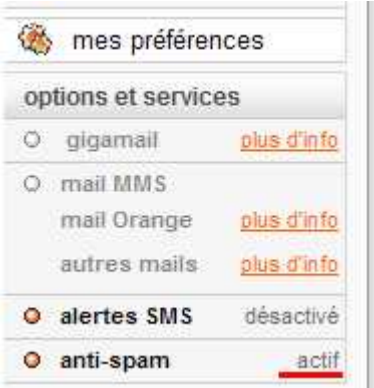 mes préférences
options et services
gigamail plus d'info
mail MMS
mail Orange plus d'info
autres mails plus d'info
alertes SMS désactivé
anti-spam actif